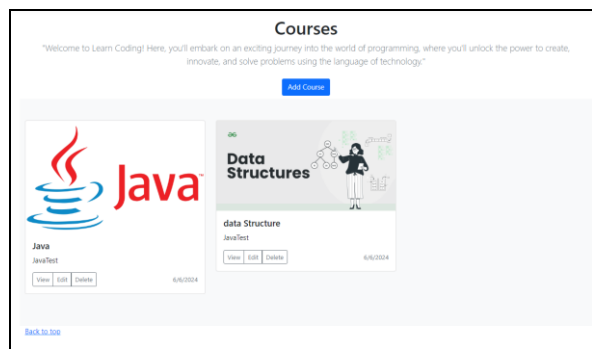 Courses
"Welcome to Learn Coding! Here, you'll embark on an exciting journey into the world of programming, where you'll unlock the power to create,
innovate, and solve problems using the language of technology."
Add Course
Java™
Java
JavaTest
View Edit Delete 6/6/2024
Data
Structures
data Structure
JavaTest
View Edit Delete 6/6/2024
Back to top